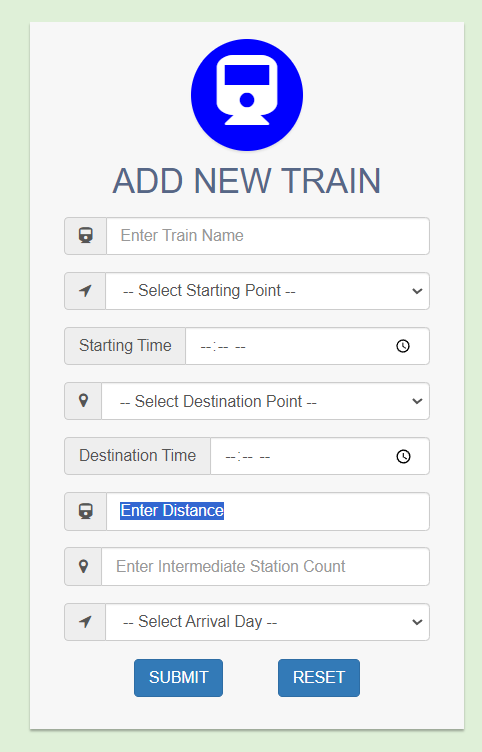 ADD NEW TRAIN
Enter Train Name
-- Select Starting Point --
Starting Time --:-- --
-- Select Destination Point --
Destination Time --:-- --
Enter Distance
Enter Intermediate Station Count
-- Select Arrival Day --
SUBMIT RESET